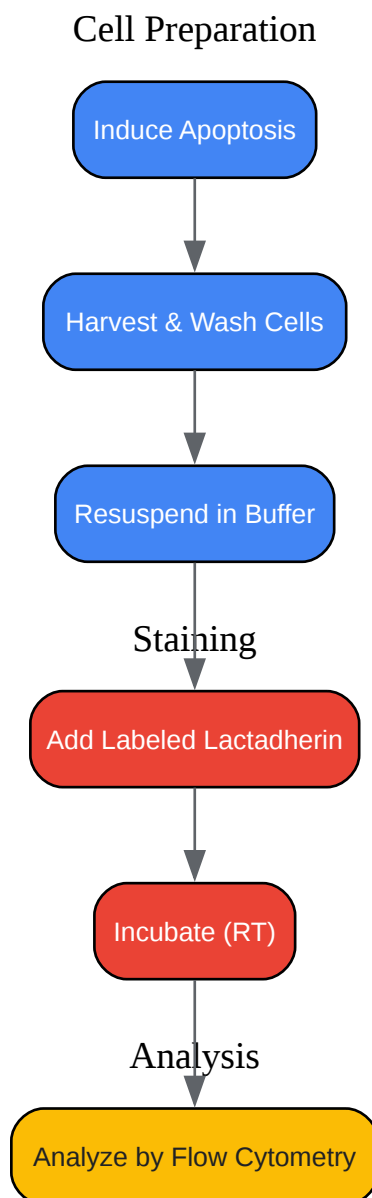 Cell Preparation
Induce Apoptosis
Harvest & Wash Cells
Resuspend in Buffer
Staining
Add Labeled Lactadherin
Incubate (RT)
Analysis
Analyze by Flow Cytometry